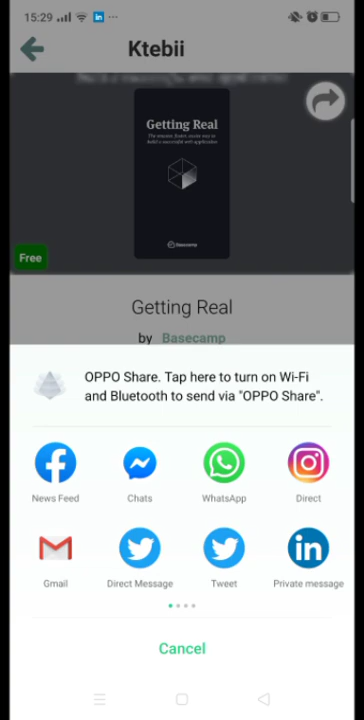 15:29
Ktebii
Getting Real
The smarter, faster, easier way to
build a successful web application
Basecamp
Free
Getting Real
by Basecamp
OPPO Share. Tap here to turn on Wi-Fi
and Bluetooth to send via "OPPO Share".
News Feed
Chats
WhatsApp
Direct
Gmail
Direct Message
Tweet
Private message
Cancel